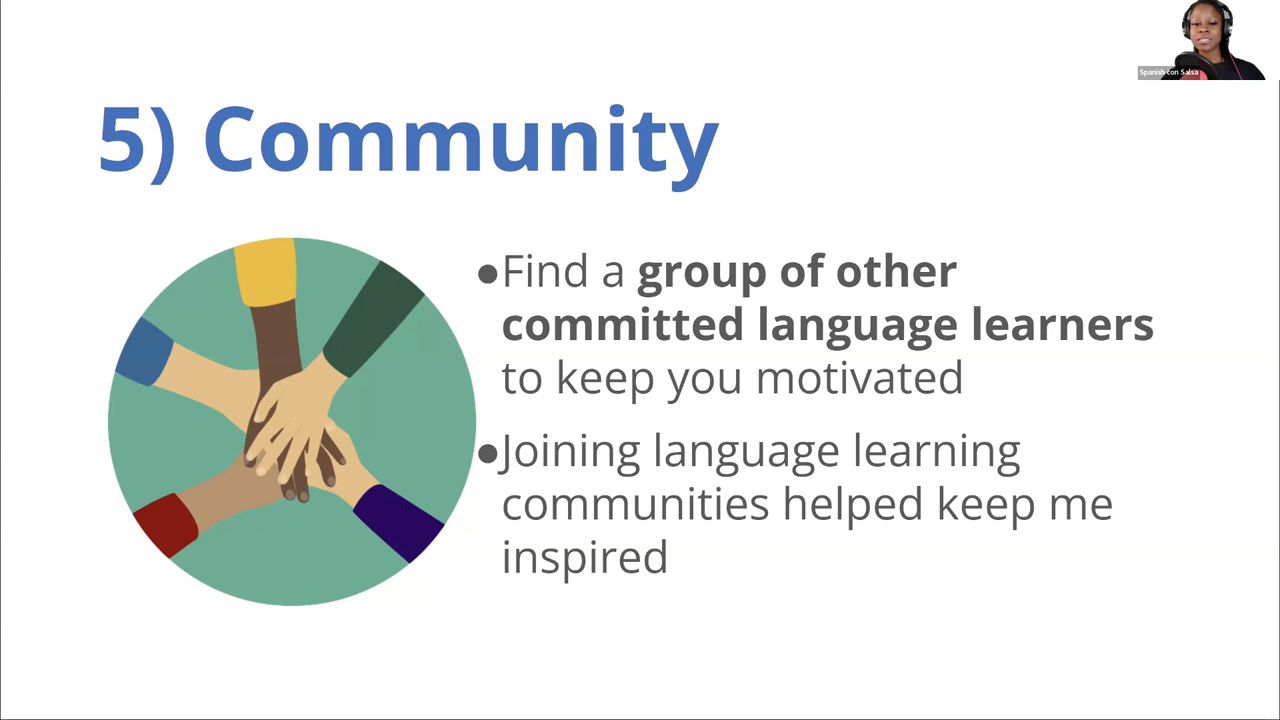 Spanish con Salsa
5) Community
●Find a group of other
committed language learners
to keep you motivated
●Joining language learning
communities helped keep me
inspired